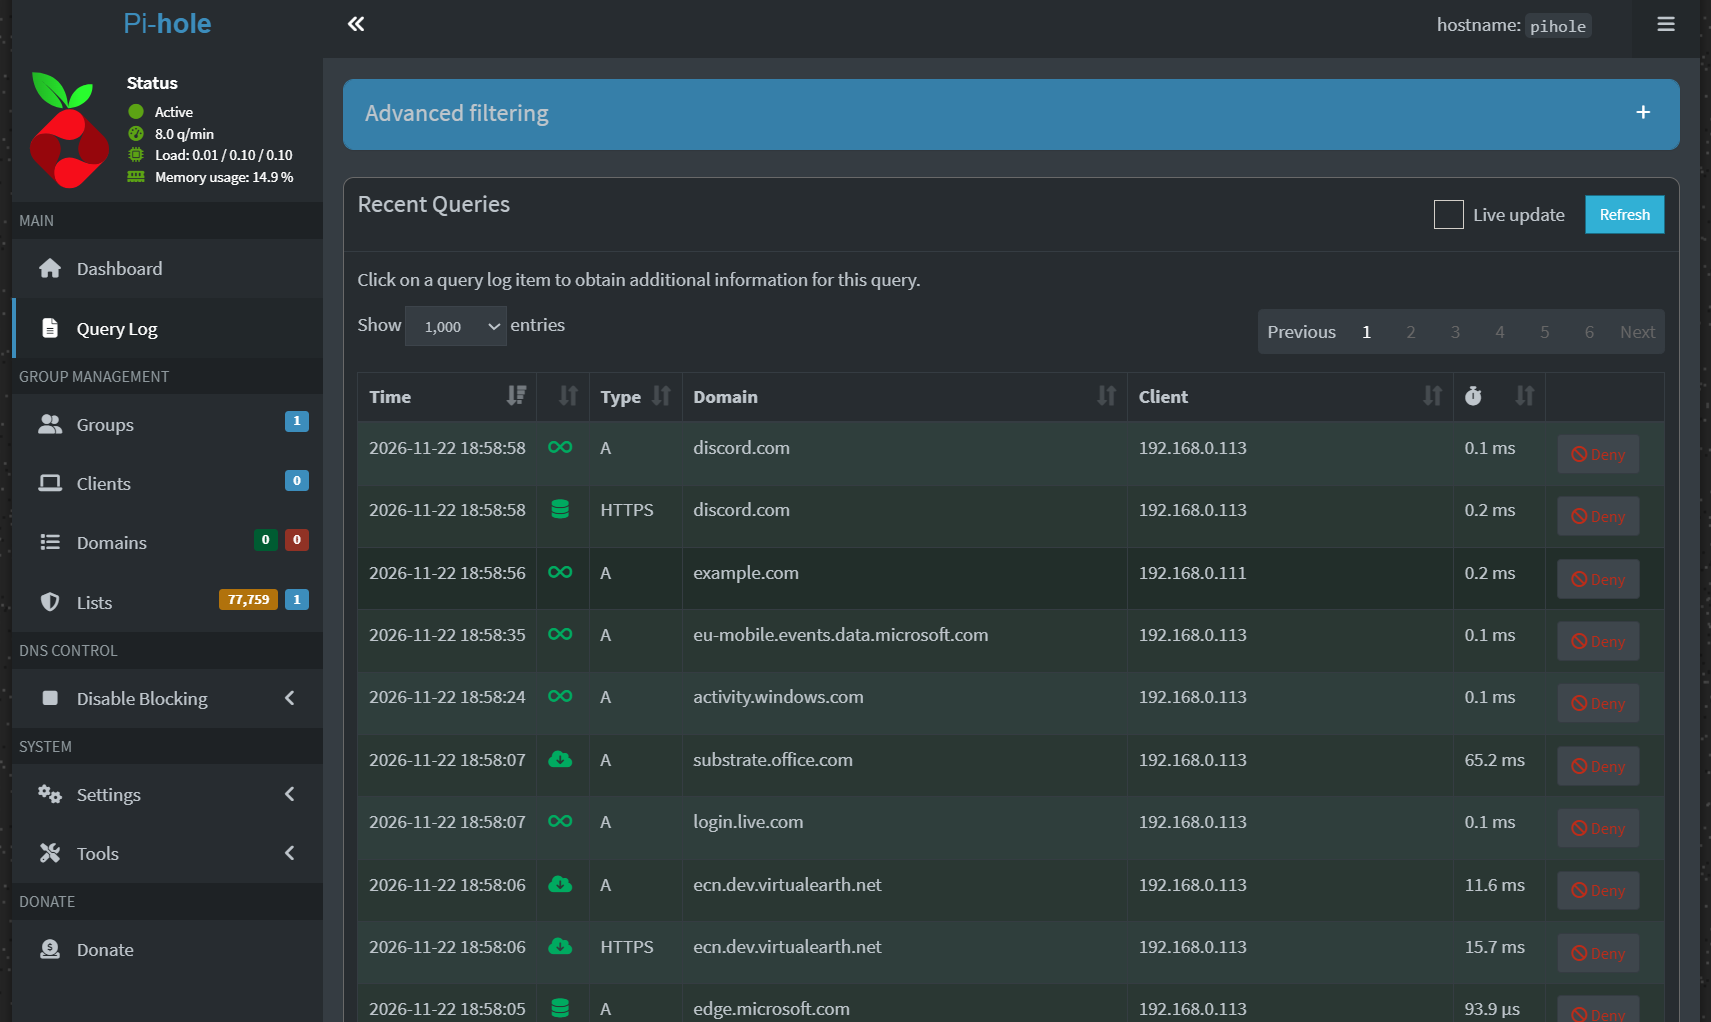 Pi-hole
hostname: pihole
Status
Active
8.0 q/min
Load: 0.01 / 0.10 / 0.10
Memory usage: 14.9 %
MAIN
Dashboard
Query Log
GROUP MANAGEMENT
Groups 1
Clients 0
Domains 0 0
Lists 77,759 1
DNS CONTROL
Disable Blocking
SYSTEM
Settings
Tools
DONATE
Donate
Advanced filtering
Recent Queries
Live update Refresh
Click on a query log item to obtain additional information for this query.
Show 1,000 entries
Previous 1 2 3 4 5 6 Next
Time Type Domain Client
2026-11-22 18:58:58 A discord.com 192.168.0.113 0.1 ms Deny
2026-11-22 18:58:58 HTTPS discord.com 192.168.0.113 0.2 ms Deny
2026-11-22 18:58:56 A example.com 192.168.0.111 0.2 ms Deny
2026-11-22 18:58:35 A eu-mobile.events.data.microsoft.com 192.168.0.113 0.1 ms Deny
2026-11-22 18:58:24 A activity.windows.com 192.168.0.113 0.1 ms Deny
2026-11-22 18:58:07 A substrate.office.com 192.168.0.113 65.2 ms Deny
2026-11-22 18:58:07 A login.live.com 192.168.0.113 0.1 ms Deny
2026-11-22 18:58:06 A ecn.dev.virtualearth.net 192.168.0.113 11.6 ms Deny
2026-11-22 18:58:06 HTTPS ecn.dev.virtualearth.net 192.168.0.113 15.7 ms Deny
2026-11-22 18:58:05 A edge.microsoft.com 192.168.0.113 93.9 µs Deny